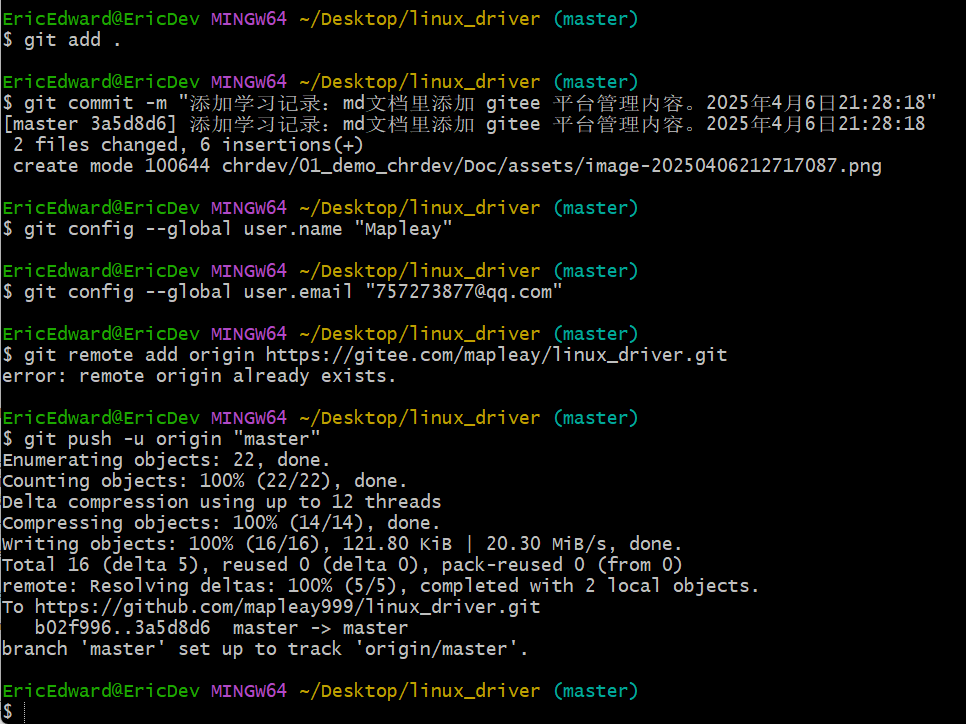 EricEdward@EricDev MINGW64 ~/Desktop/linux_driver (master)
$ git add .
EricEdward@EricDev MINGW64 ~/Desktop/linux_driver (master)
$ git commit -m "添加学习记录：md文档里添加 gitee 平台管理内容。2025年4月6日21:28:18"
[master 3a5d8d6] 添加学习记录：md文档里添加 gitee 平台管理内容。2025年4月6日21:28:18
2 files changed, 6 insertions(+)
create mode 100644 chrdev/01_demo_chrdev/Doc/assets/image-20250406212717087.png
EricEdward@EricDev MINGW64 ~/Desktop/linux_driver (master)
$ git config --global user.name "Mapleay"
EricEdward@EricDev MINGW64 ~/Desktop/linux_driver (master)
$ git config --global user.email "757273877@qq.com"
EricEdward@EricDev MINGW64 ~/Desktop/linux_driver (master)
$ git remote add origin https://gitee.com/mapleay/linux_driver.git
error: remote origin already exists.
EricEdward@EricDev MINGW64 ~/Desktop/linux_driver (master)
$ git push -u origin "master"
Enumerating objects: 22, done.
Counting objects: 100% (22/22), done.
Delta compression using up to 12 threads
Compressing objects: 100% (14/14), done.
Writing objects: 100% (16/16), 121.80 KiB | 20.30 MiB/s, done.
Total 16 (delta 5), reused 0 (delta 0), pack-reused 0 (from 0)
remote: Resolving deltas: 100% (5/5), completed with 2 local objects.
To https://github.com/mapleay999/linux_driver.git
b02f996..3a5d8d6  master -> master
branch 'master' set up to track 'origin/master'.
EricEdward@EricDev MINGW64 ~/Desktop/linux_driver (master)
$